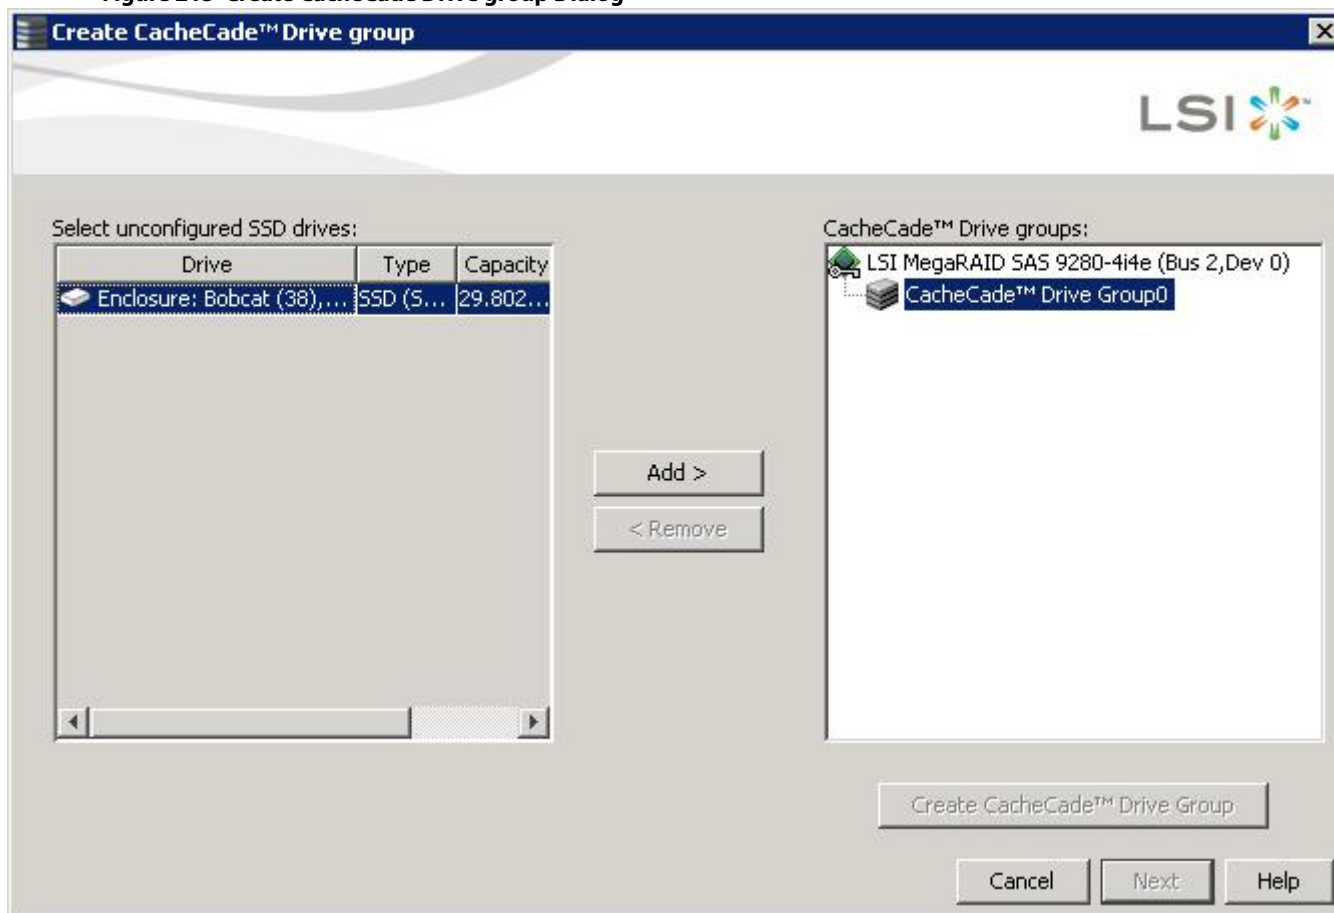 Create CacheCade™ Drive group
LSI
Select unconfigured SSD drives:
Drive Type Capacity
Enclosure: Bobcat (38),... SSD (S... 29.802...
Add >
< Remove
CacheCade™ Drive groups:
LSI MegaRAID SAS 9280-4i4e (Bus 2,Dev 0)
CacheCade™ Drive Group0
Create CacheCade™ Drive Group
Cancel Next Help